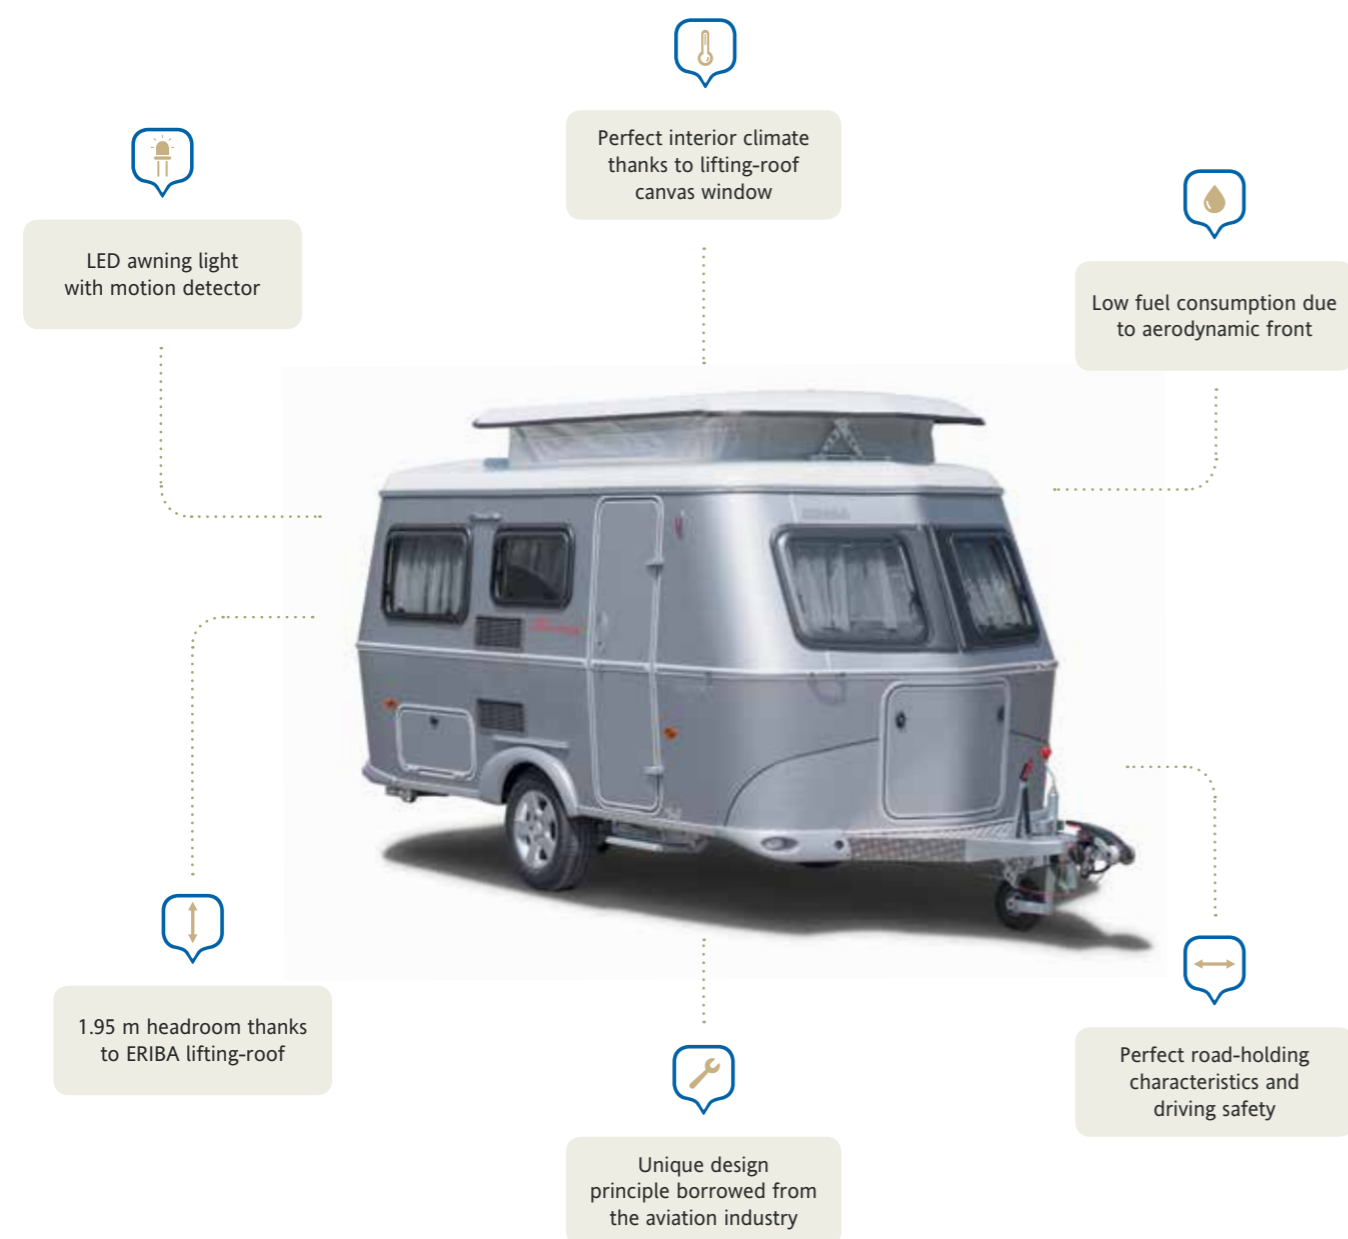 Perfect interior climate
thanks to lifting-roof
canvas window
LED awning light
with motion detector
Low fuel consumption due
to aerodynamic front
1.95 m headroom thanks
to ERIBA lifting-roof
Perfect road-holding
characteristics and
driving safety
Unique design
principle borrowed from
the aviation industry